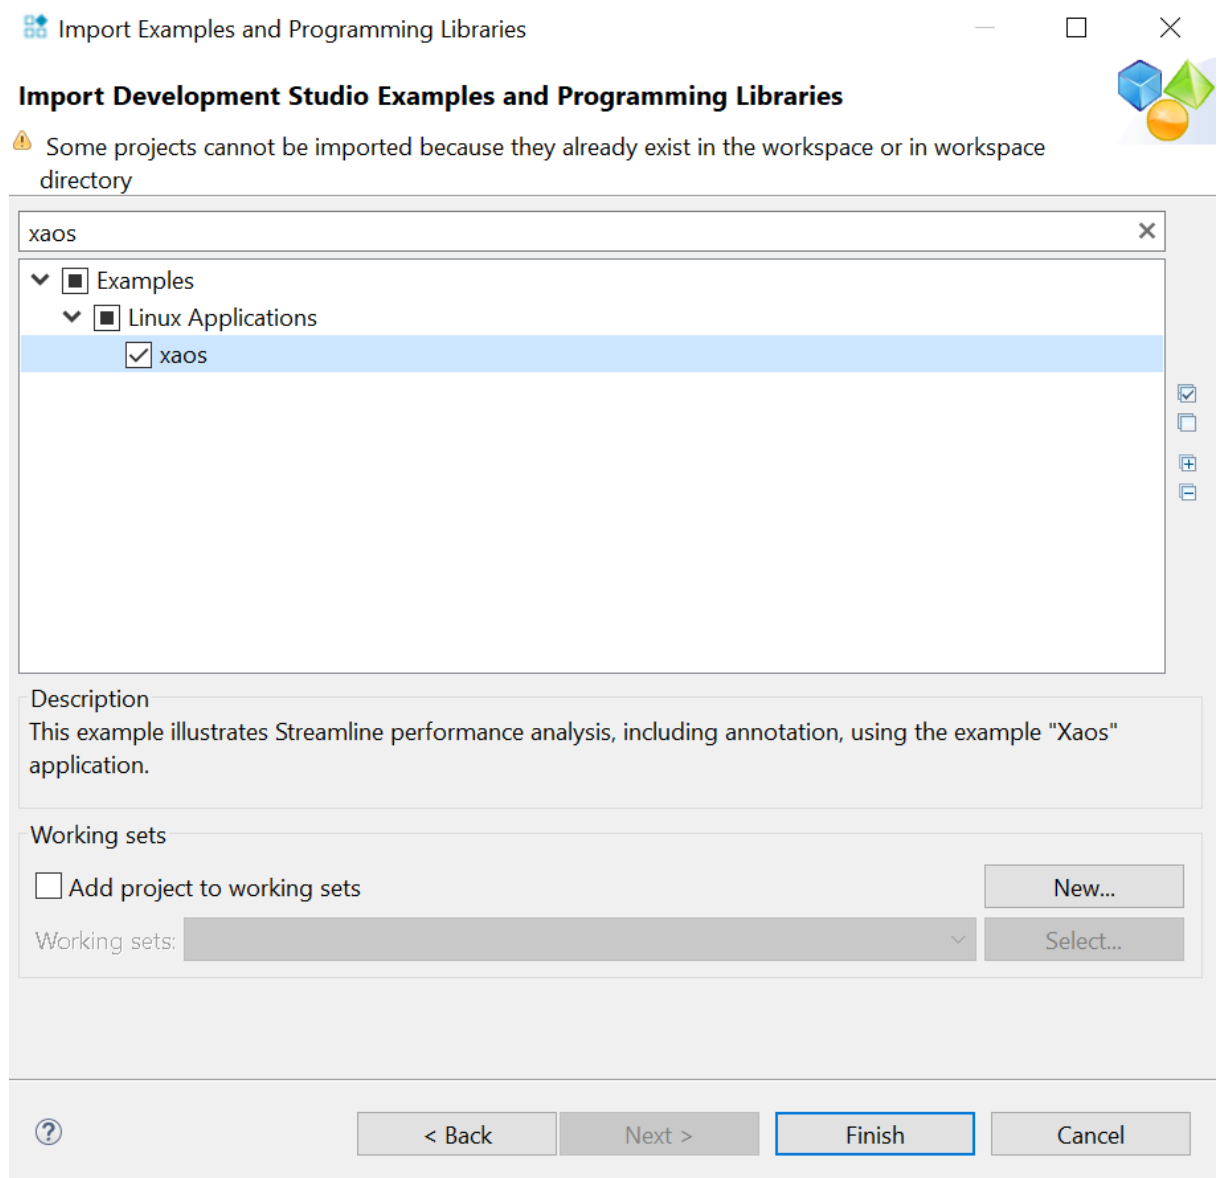 Import Examples and Programming Libraries
Import Development Studio Examples and Programming Libraries
Some projects cannot be imported because they already exist in the workspace or in workspace
directory
xaos
Examples
Linux Applications
xaos
Description
This example illustrates Streamline performance analysis, including annotation, using the example "Xaos"
application.
Working sets
Add project to working sets
New...
Working sets:
Select...
< Back
Next >
Finish
Cancel